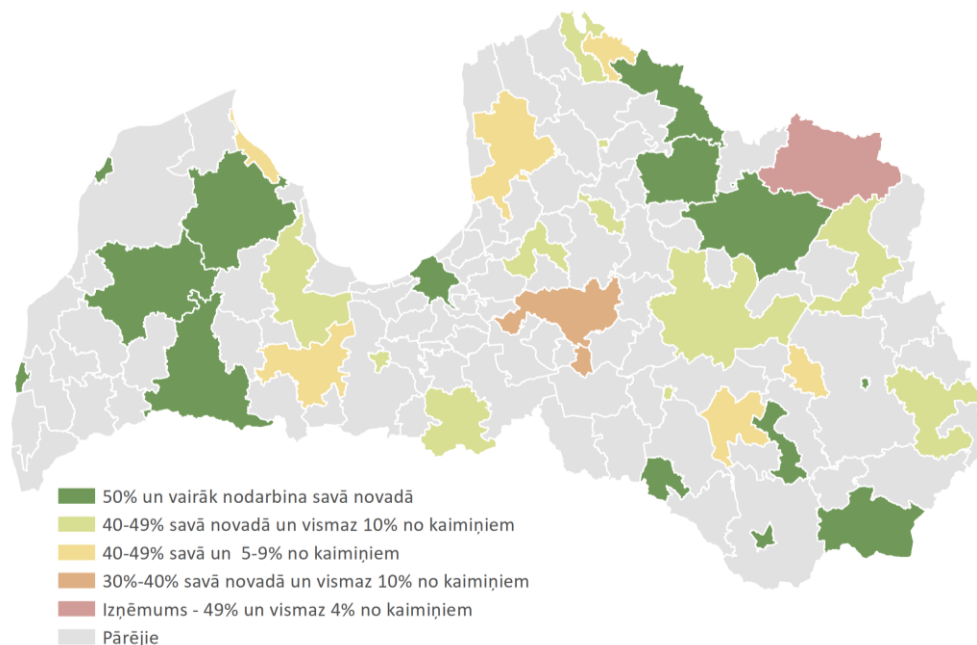 50% un vairāk nodarbina savā novadā
40-49% savā novadā un vismaz 10% no kaimiņiem
40-49% savā un 5-9% no kaimiņiem
30%-40% savā novadā un vismaz 10% no kaimiņiem
Izņēmums - 49% un vismaz 4% no kaimiņiem
Pārējie